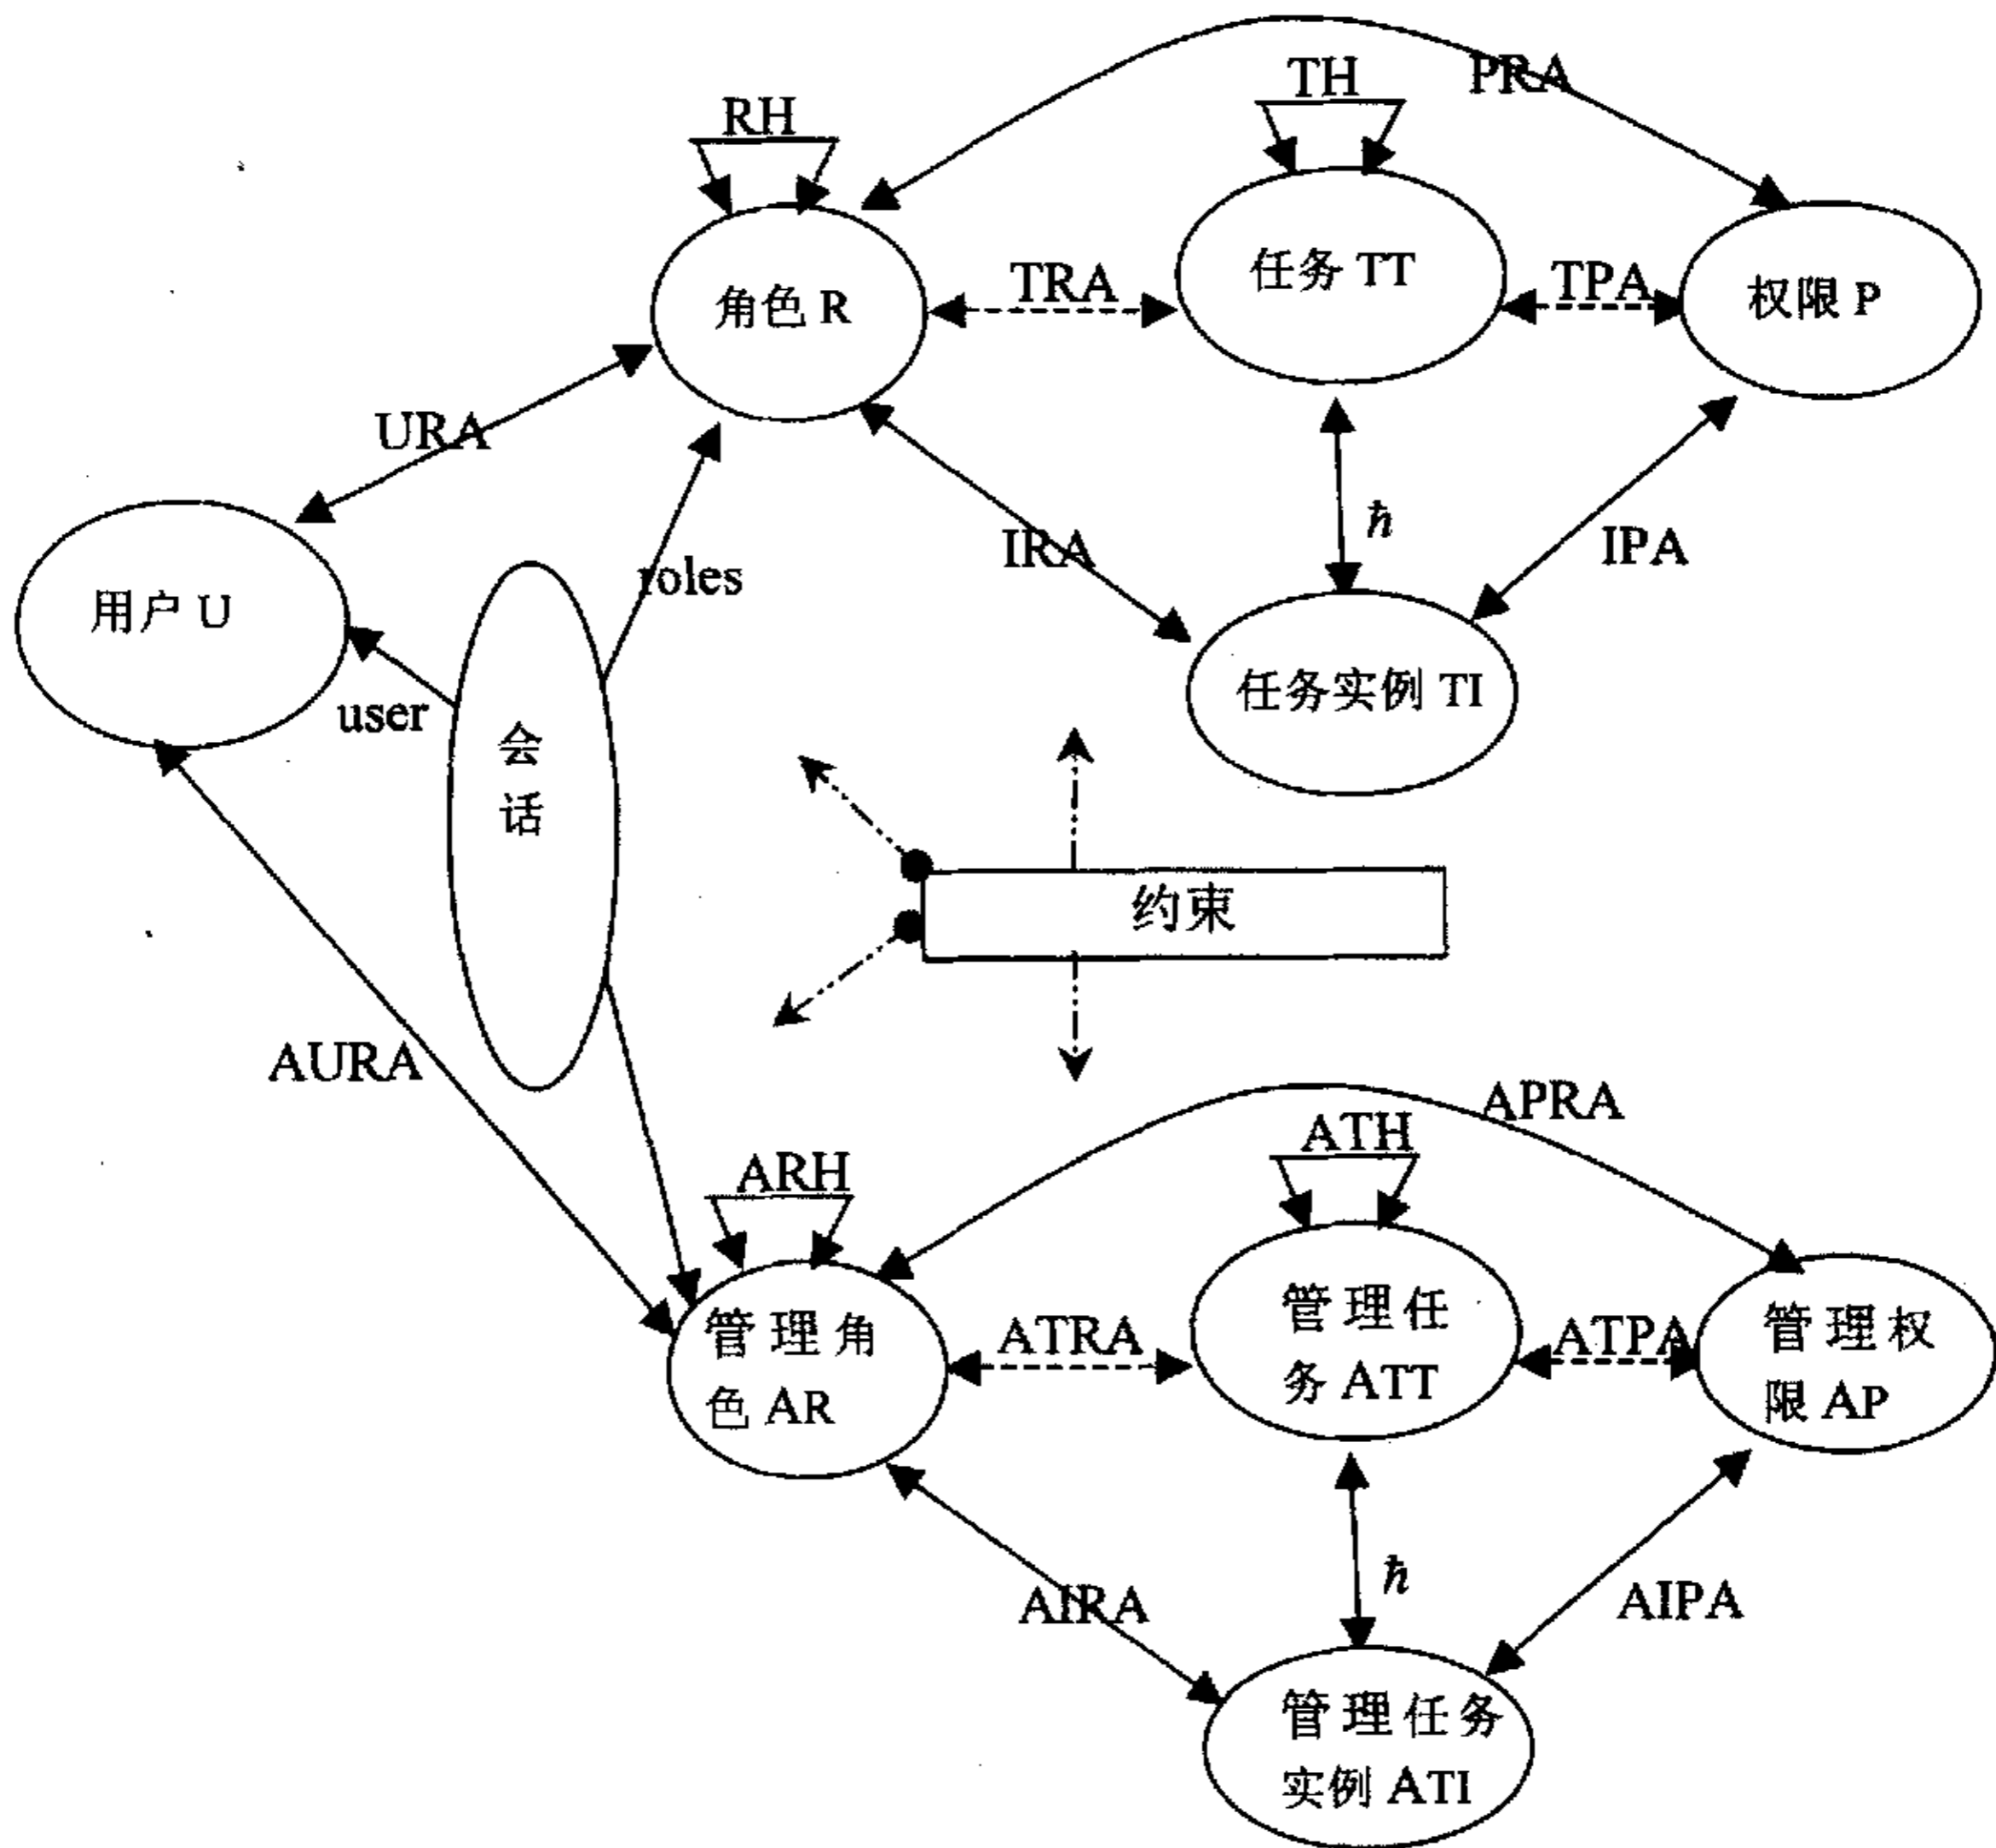 PRA
TH
RH
任务 TT
TRA
TPA
角色 R
权限 P
URA
ħ
IRA
IPA
roles
用户 U
任务实例 TI
user
会
话
约束
AURA
APRA
ATH
ARH
管理任
务 ATT
管理角
色 AR
ATRA
ATPA
管理权
限 AP
ħ
AIRA
AIPA
管理任务
实例 ATI